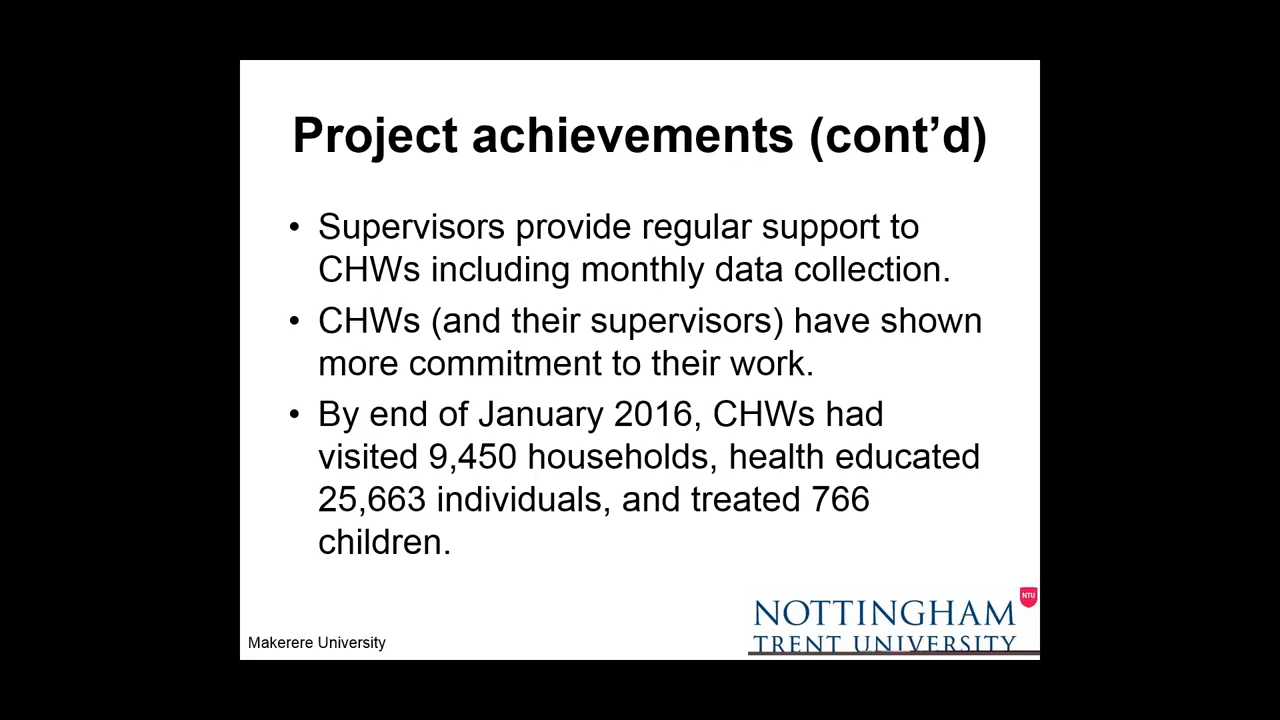 Project achievements (cont’d)
• Supervisors provide regular support to
CHWs including monthly data collection.
• CHWs (and their supervisors) have shown
more commitment to their work.
• By end of January 2016, CHWs had
visited 9,450 households, health educated
25,663 individuals, and treated 766
children.
NTU
NOTTINGHAM
TRENT UNIVERSITY
Makerere University